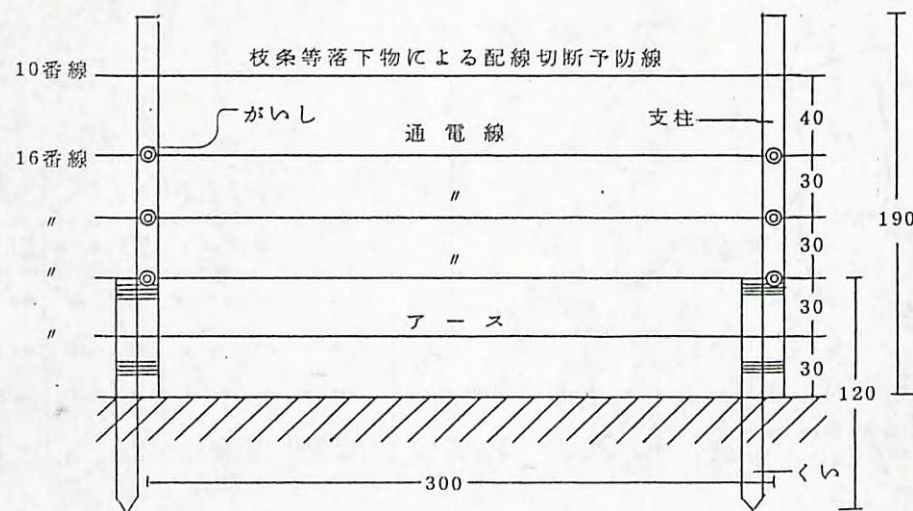 10番線
枝条等落下物による配線切断予防線
がいし
支柱
40
16番線
通電線
30
〃
〃
190
30
〃
〃
30
〃
アース
30
120
300
くい